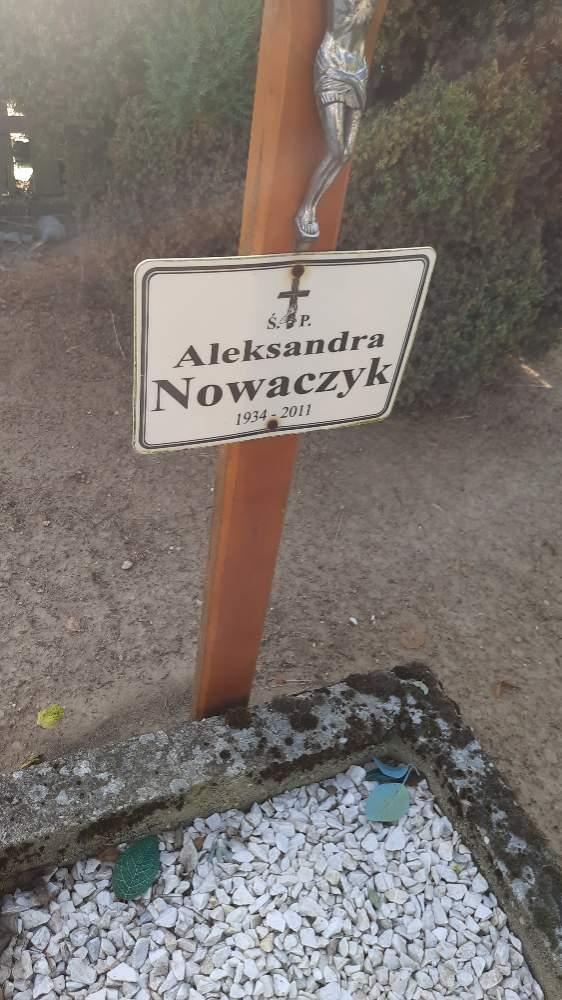 Ś. P.
Aleksandra
Nowaczyk
1934 - 2011